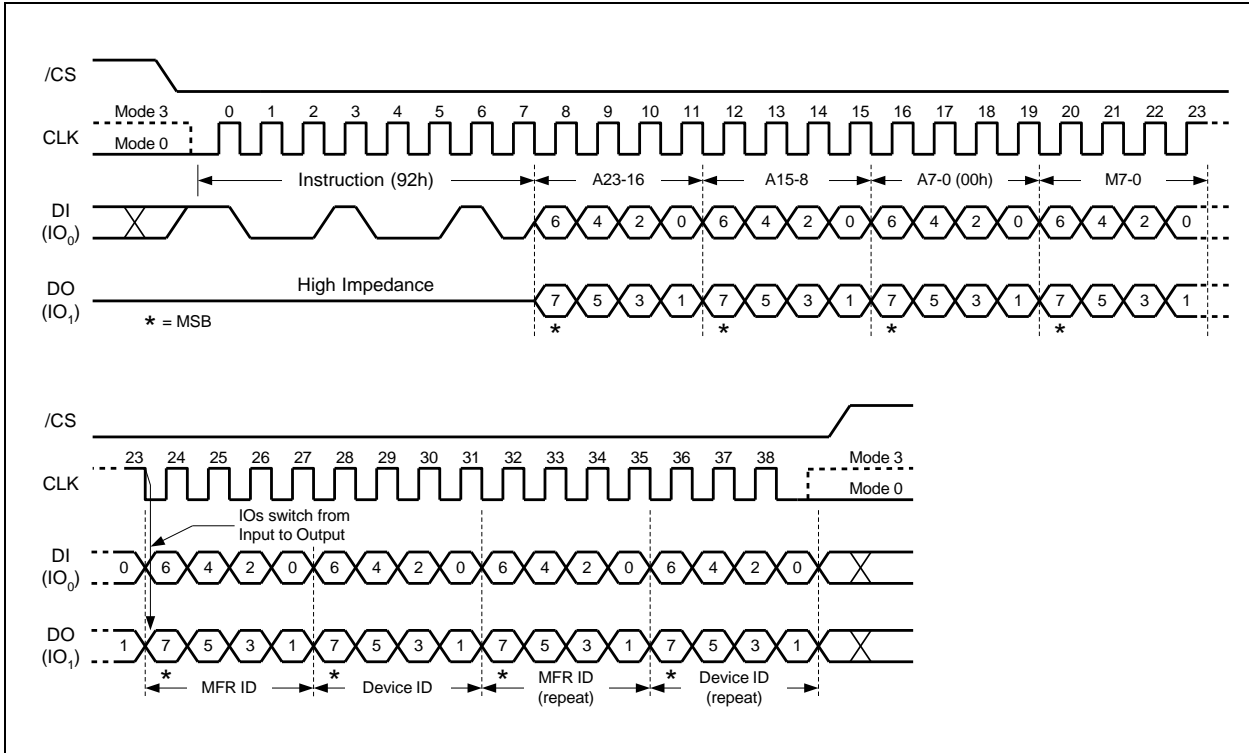 /CS
Mode 3 0 1 2 3 4 5 6 7 8 9 10 11 12 13 14 15 16 17 18 19 20 21 22 23
CLK Mode 0
Instruction (92h) A23-16 A15-8 A7-0 (00h) M7-0
DI
(IO0) 6 4 2 0 6 4 2 0 6 4 2 0 6 4 2 0
High Impedance
DO
(IO1) 7 5 3 1 7 5 3 1 7 5 3 1 7 5 3 1
* = MSB * * * *
/CS
23 24 25 26 27 28 29 30 31 32 33 34 35 36 37 38 Mode 3
CLK Mode 0
IOs switch from
Input to Output
DI
(IO0) 0 6 4 2 0 6 4 2 0 6 4 2 0 6 4 2 0
DO
(IO1) 1 7 5 3 1 7 5 3 1 7 5 3 1 7 5 3 1
* * * *
MFR ID Device ID MFR ID (repeat) Device ID (repeat)